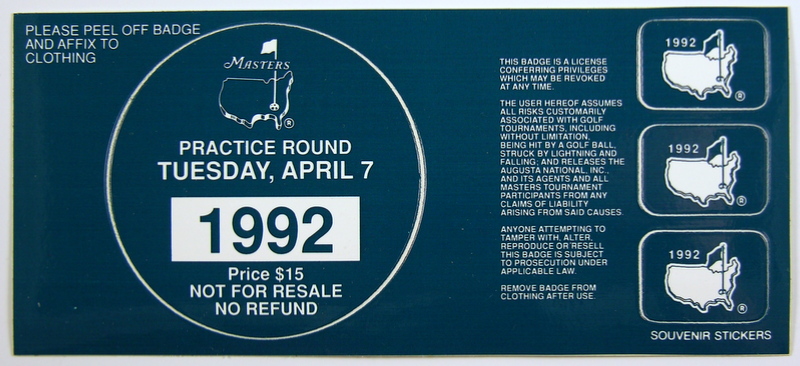 PLEASE PEEL OFF BADGE
AND AFFIX TO
CLOTHING
MASTERS
®
PRACTICE ROUND
TUESDAY, APRIL 7
1992
Price $15
NOT FOR RESALE
NO REFUND
THIS BADGE IS A LICENSE
CONFERRING PRIVILEGES
WHICH MAY BE REVOKED
AT ANY TIME.
THE USER HEREOF ASSUMES
ALL RISKS CUSTOMARILY
ASSOCIATED WITH GOLF
TOURNAMENTS, INCLUDING
WITHOUT LIMITATION,
BEING HIT BY A GOLF BALL,
STRUCK BY LIGHTNING AND
FALLING; AND RELEASES THE
AUGUSTA NATIONAL, INC.,
AND ITS AGENTS AND ALL
MASTERS TOURNAMENT
PARTICIPANTS FROM ANY
CLAIMS OF LIABILITY
ARISING FROM SAID CAUSES.
ANYONE ATTEMPTING TO
TAMPER WITH, ALTER,
REPRODUCE OR RESELL
THIS BADGE IS SUBJECT
TO PROSECUTION UNDER
APPLICABLE LAW.
REMOVE BADGE FROM
CLOTHING AFTER USE.
1992
®
1992
®
1992
®
SOUVENIR STICKERS